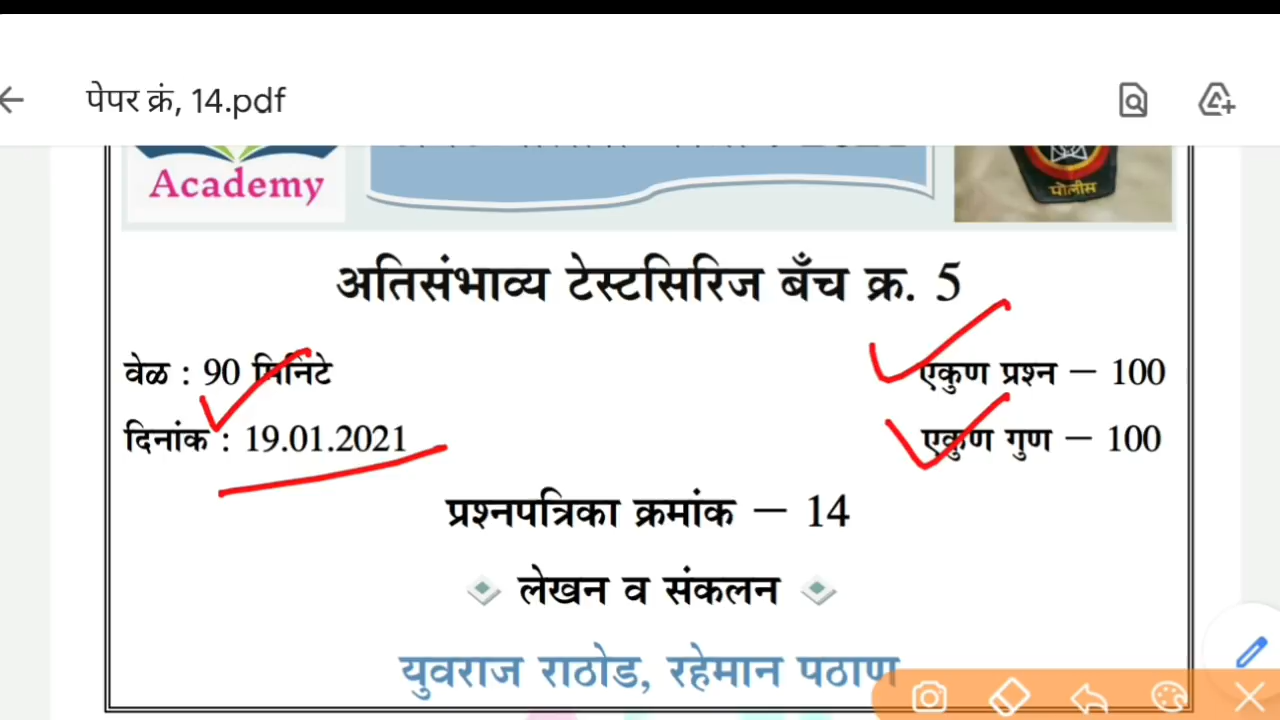 पेपर क्रं, 14.pdf
Academy
पोलीस
अतिसंभाव्य टेस्टसिरिज बँच क्र. 5
वेळ : 90 मिनिटे
एकुण प्रश्न – 100
दिनांक : 19.01.2021
एकुण गुण – 100
प्रश्नपत्रिका क्रमांक – 14
लेखन व संकलन
युवराज राठोड, रहेमान पठाण